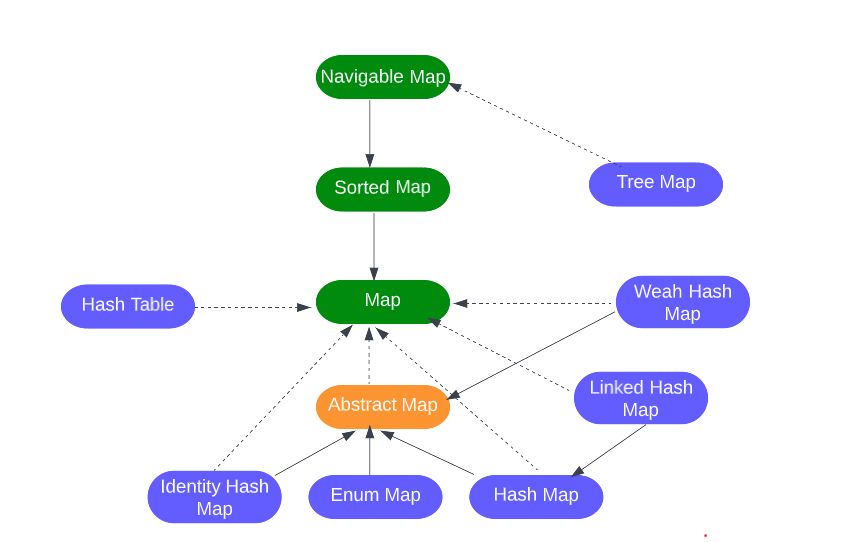 Navigable Map
Tree Map
Sorted Map
Hash Table
Map
Weah Hash
Map
Abstract Map
Linked Hash
Map
Identity Hash
Map
Enum Map
Hash Map